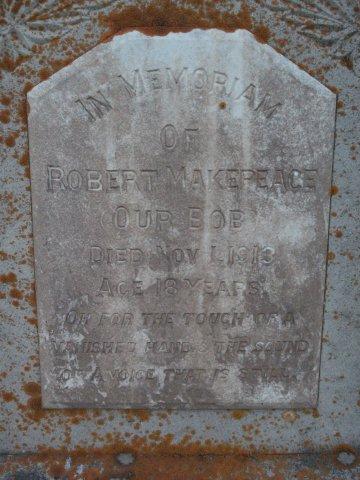 IN MEMORIAM
OF
ROBERT MAKEPEACE
OUR BOB
DIED NOV 1, 1913
AGE 18 YEARS
OH FOR THE TOUCH OF A
VANISHED HAND & THE SOUND
OF A VOICE THAT IS STILL